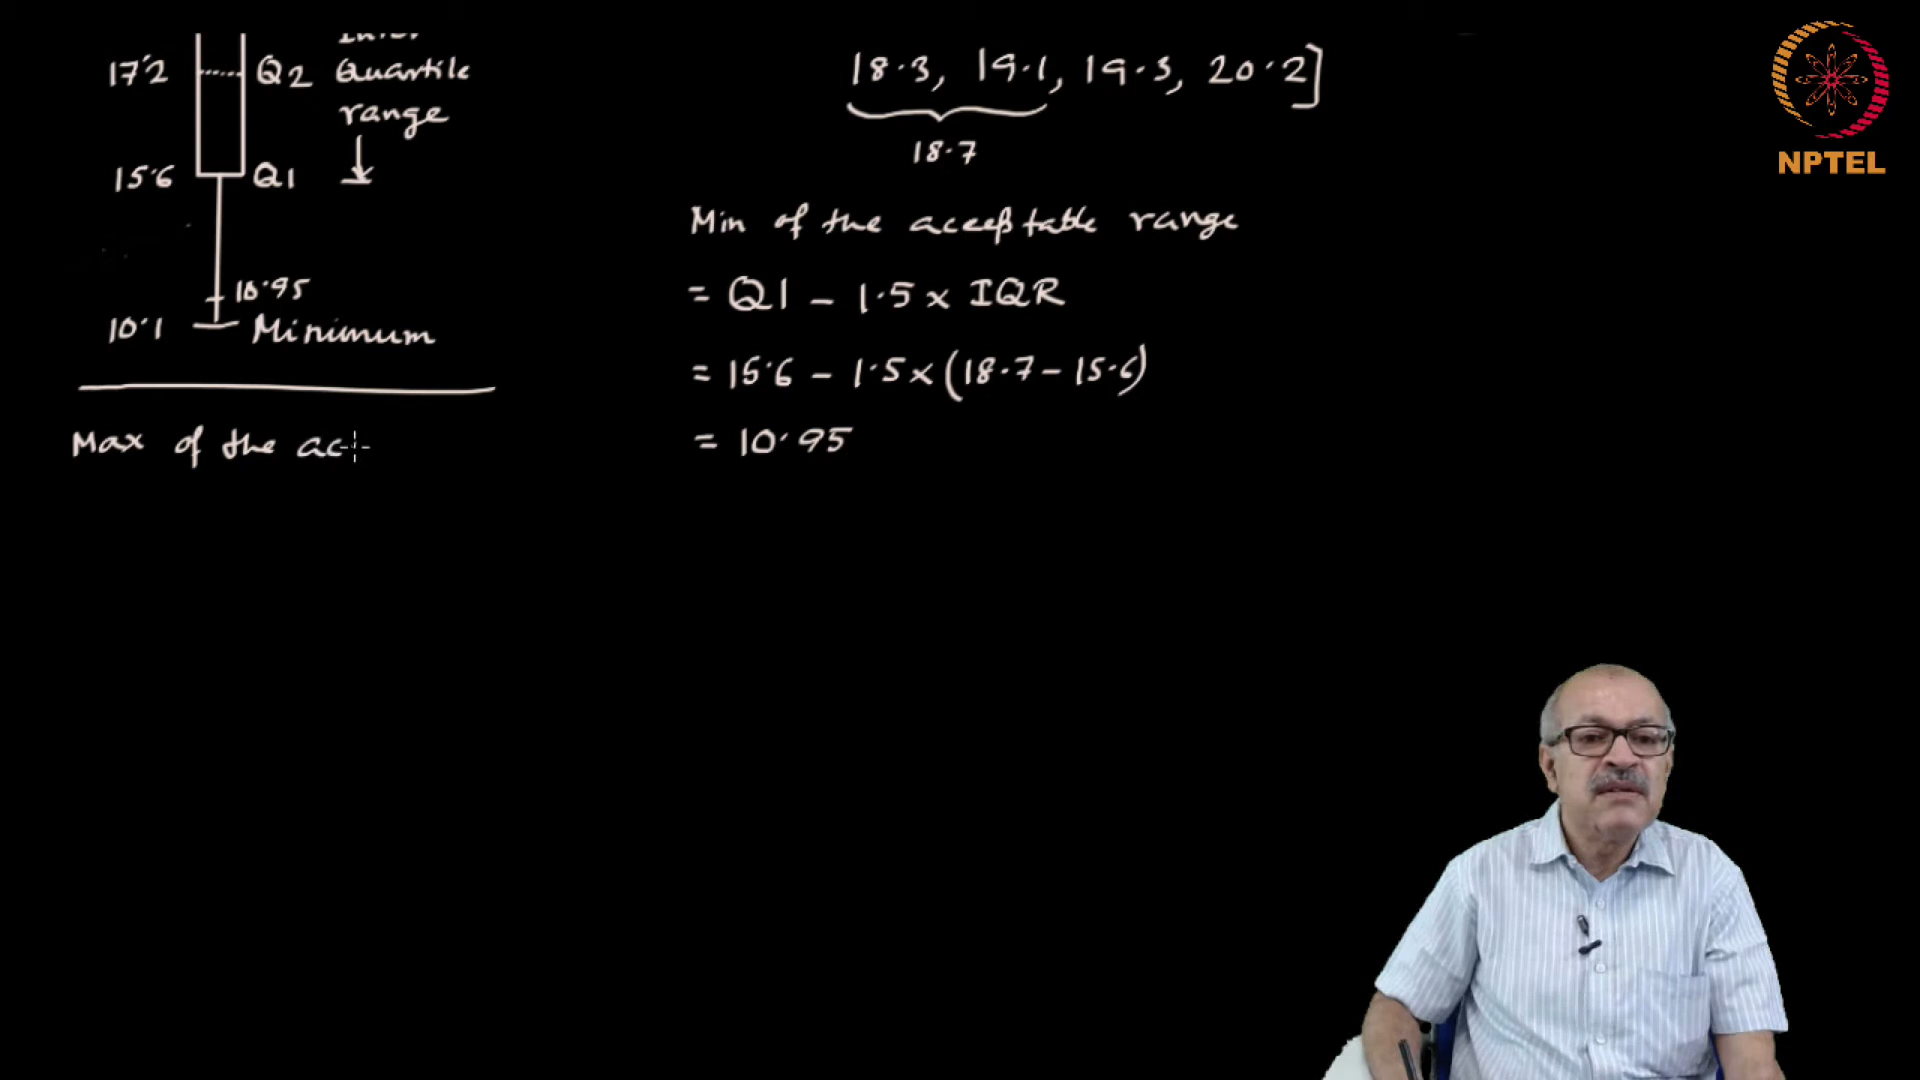 17.2 Q2 Quartile
range
15.6 Q1
10.95
10.1 Minimum
Max of the ac
18.3, 19.1, 19.3, 20.2]
18.7
Min of the acceptable range
= Q1 - 1.5 x IQR
= 15.6 - 1.5 x (18.7 - 15.6)
= 10.95
NPTEL